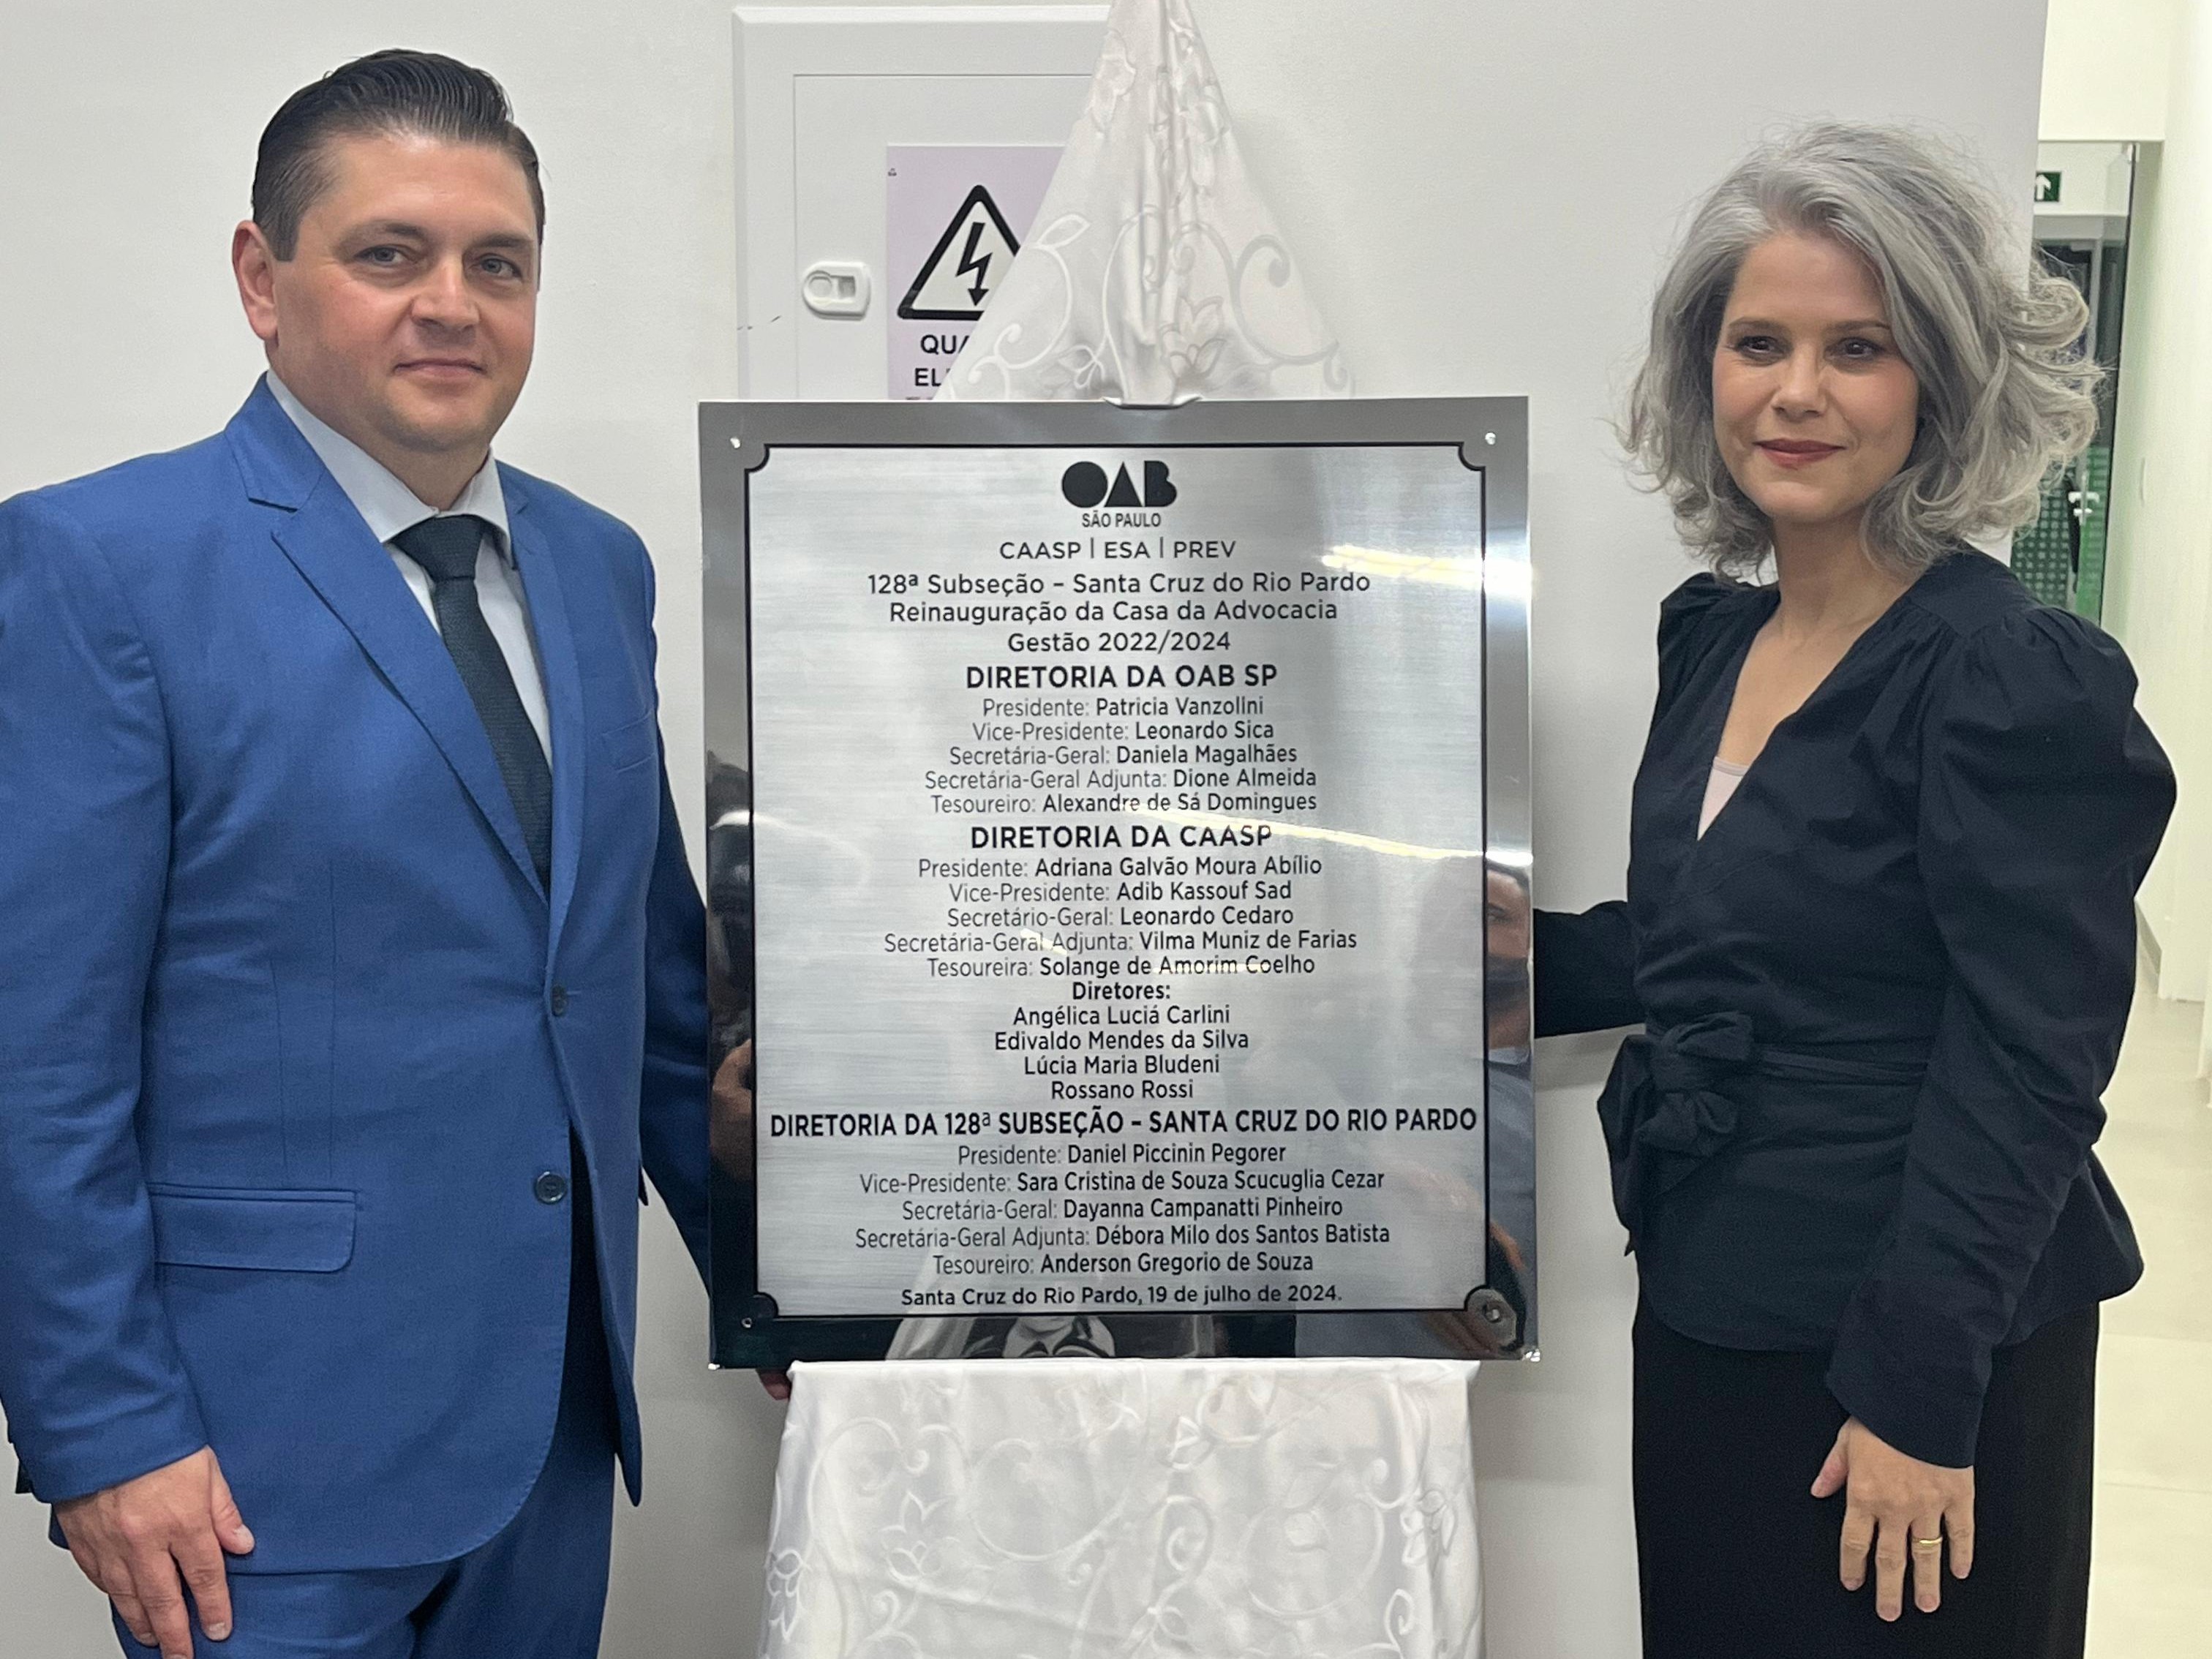 QUA
EL
OAB
SÃO PAULO
CAASP | ESA | PREV
128ª Subseção – Santa Cruz do Rio Pardo
Reinauguração da Casa da Advocacia
Gestão 2022/2024
DIRETORIA DA OAB SP
Presidente: Patricia Vanzolini
Vice-Presidente: Leonardo Sica
Secretária-Geral: Daniela Magalhães
Secretária-Geral Adjunta: Dione Almeida
Tesoureiro: Alexandre de Sá Domingues
DIRETORIA DA CAASP
Presidente: Adriana Galvão Moura Abílio
Vice-Presidente: Adib Kassouf Sad
Secretário-Geral: Leonardo Cedaro
Secretária-Geral Adjunta: Vilma Muniz de Farias
Tesoureira: Solange de Amorim Coelho
Diretores:
Angélica Luciá Carlini
Edivaldo Mendes da Silva
Lúcia Maria Bludeni
Rossano Rossi
DIRETORIA DA 128ª SUBSEÇÃO – SANTA CRUZ DO RIO PARDO
Presidente: Daniel Piccinin Pegorer
Vice-Presidente: Sara Cristina de Souza Scucuglia Cezar
Secretária-Geral: Dayanna Campanatti Pinheiro
Secretária-Geral Adjunta: Débora Milo dos Santos Batista
Tesoureiro: Anderson Gregorio de Souza
Santa Cruz do Rio Pardo, 19 de julho de 2024.